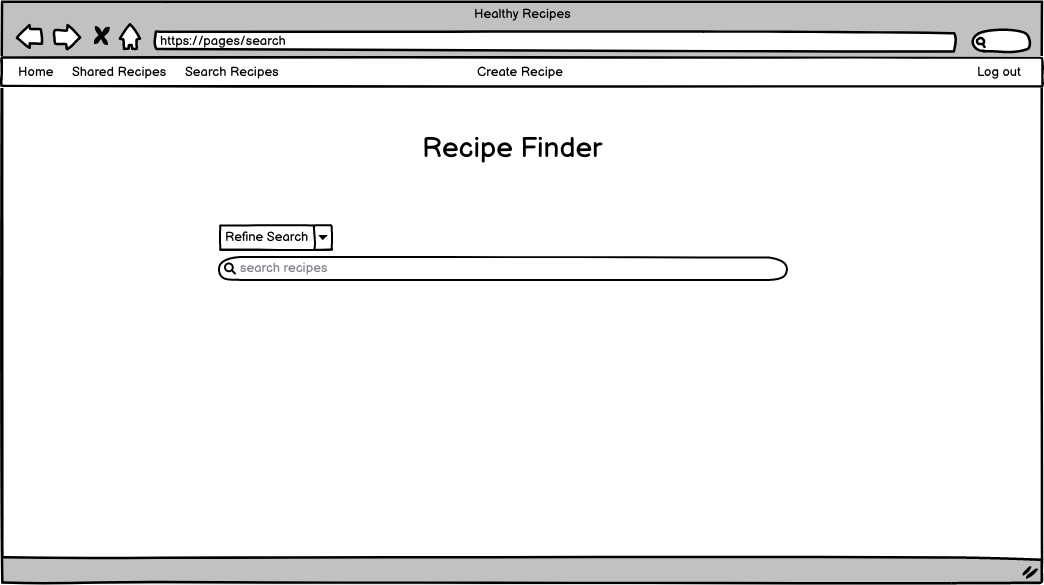 Healthy Recipes
https://pages/search
Home Shared Recipes Search Recipes Create Recipe Log out
Recipe Finder
Refine Search
search recipes